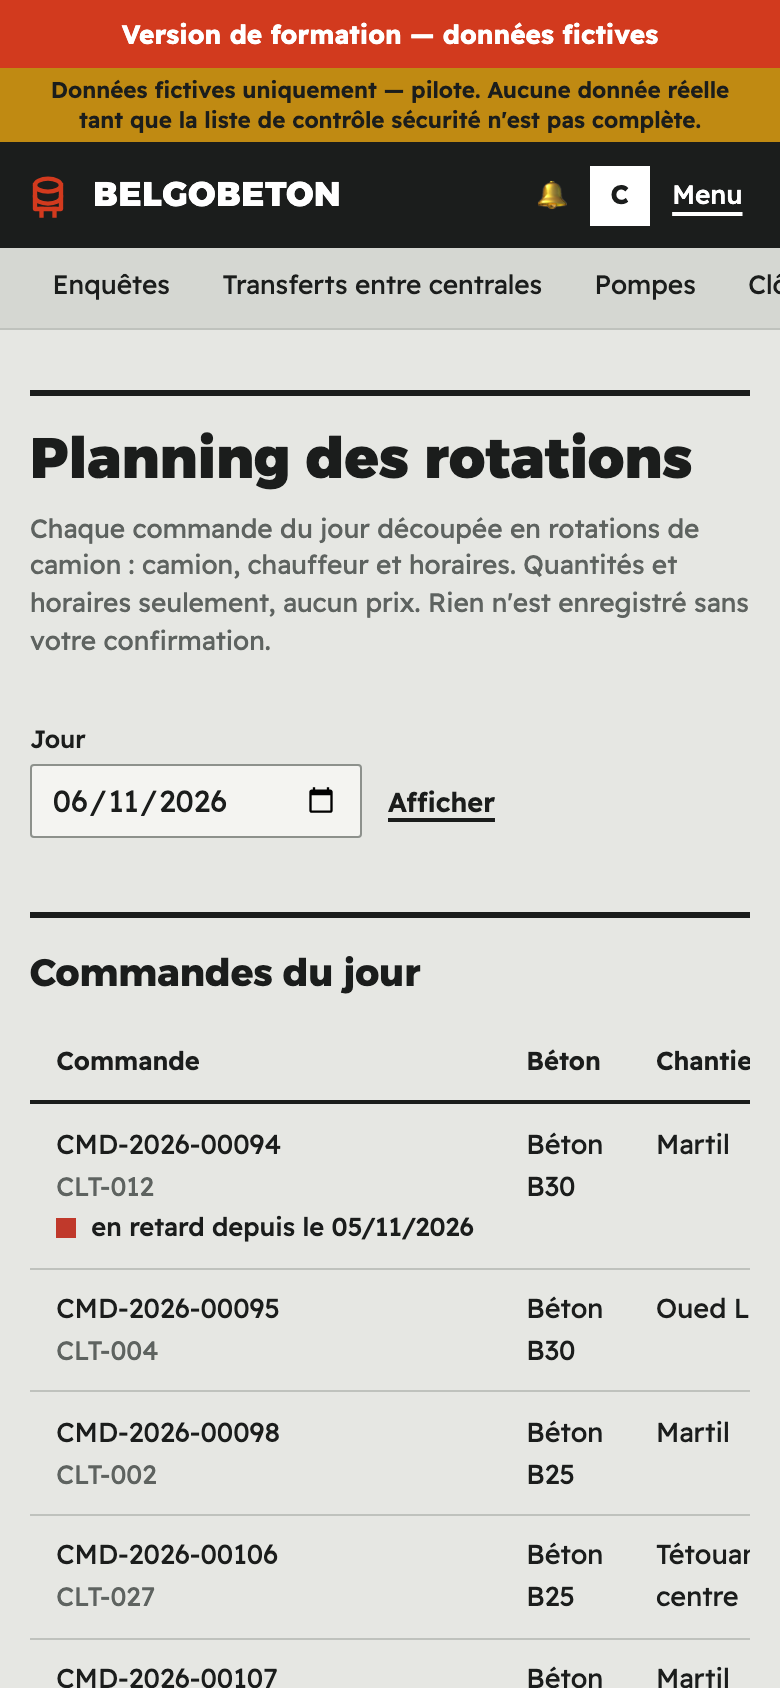 Version de formation — données fictives
Données fictives uniquement — pilote. Aucune donnée réelle
tant que la liste de contrôle sécurité n'est pas complète.
BELGOBETON
C
Menu
Enquêtes
Transferts entre centrales
Pompes
Clô
Planning des rotations
Chaque commande du jour découpée en rotations de
camion : camion, chauffeur et horaires. Quantités et
horaires seulement, aucun prix. Rien n'est enregistré sans
votre confirmation.
Jour
06/11/2026
Afficher
Commandes du jour
Commande
Béton
Chantie
CMD-2026-00094
CLT-012
en retard depuis le 05/11/2026
Béton
B30
Martil
CMD-2026-00095
CLT-004
Béton
B30
Oued L
CMD-2026-00098
CLT-002
Béton
B25
Martil
CMD-2026-00106
CLT-027
Béton
B25
Tétouan
centre
CMD-2026-00107
Béton
Martil